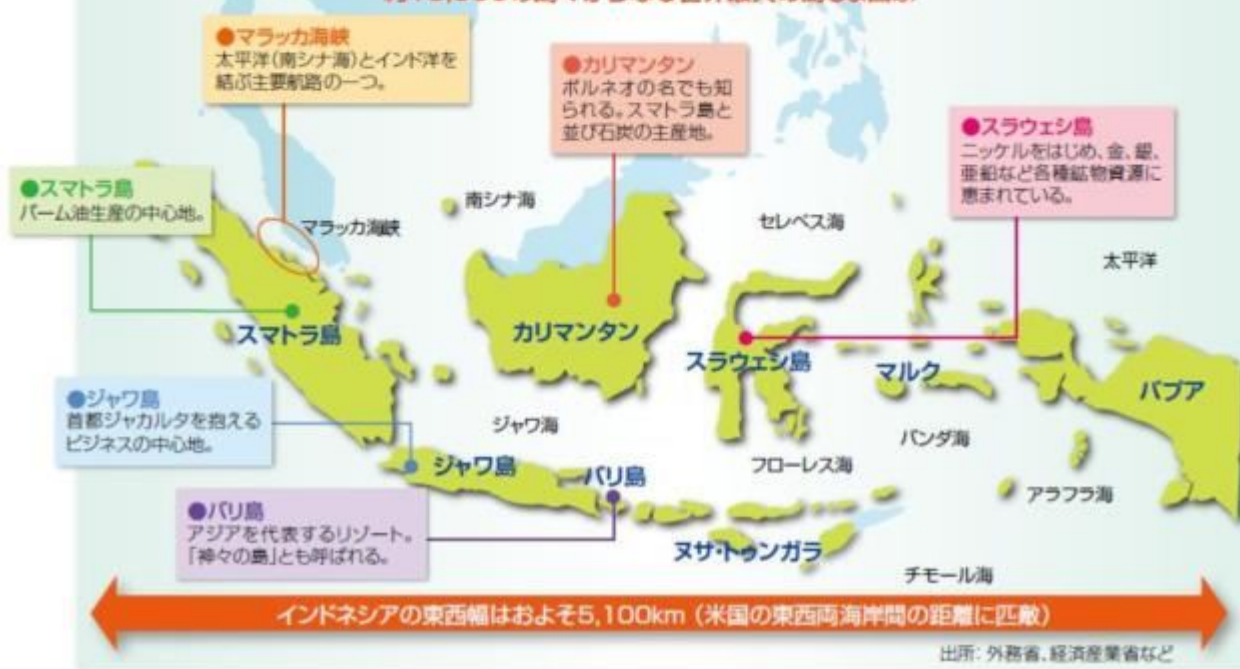 ●マラッカ海峡
太平洋(南シナ海)とインド洋を
結ぶ主要航路の一つ。
●カリマンタン
ボルネオの名でも知
られる。スマトラ島と
並び石炭の主産地。
●スラウェシ島
ニッケルをはじめ、金、銀、
亜鉛など各種鉱物資源に
恵まれている。
●スマトラ島
パーム油生産の中心地。
南シナ海
マラッカ海峡
セレベス海
太平洋
スマトラ島
カリマンタン
スラウェシ島
マルク
パプア
●ジャワ島
首都ジャカルタを抱える
ビジネスの中心地。
ジャワ海
バンダ海
ジャワ島
バリ島
フローレス海
アラフラ海
●バリ島
アジアを代表するリゾート。
「神々の島」とも呼ばれる。
ヌサ・トゥンガラ
チモール海
インドネシアの東西幅はおよそ5,100km(米国の東西両海岸間の距離に匹敵)
出所:外務省、経済産業省など